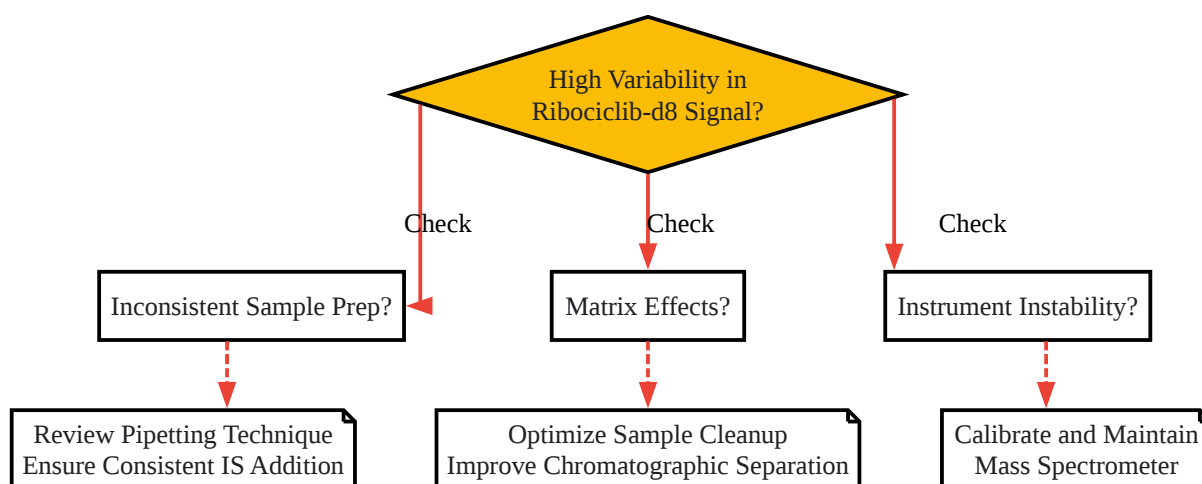 High Variability in
Ribociclib-d8 Signal?
Check
Check
Check
Inconsistent Sample Prep?
Matrix Effects?
Instrument Instability?
Review Pipetting Technique
Ensure Consistent IS Addition
Optimize Sample Cleanup
Improve Chromatographic Separation
Calibrate and Maintain
Mass Spectrometer